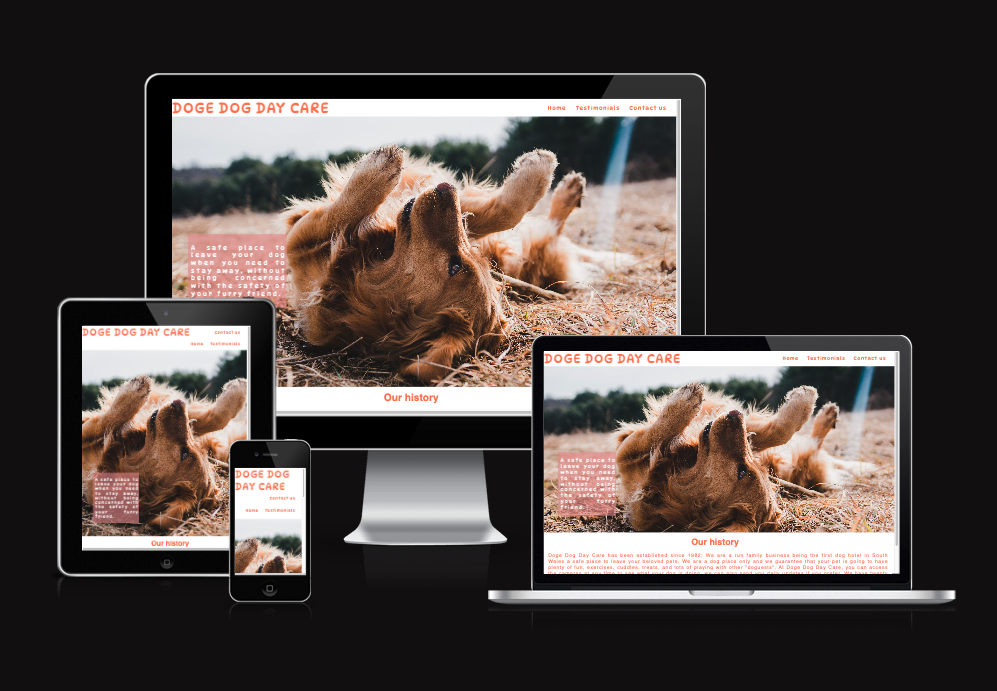 DOGE DOG DAY CARE
Home Testimonials Contact us
A safe place to
leave your dog
when you need to
stay away, without
being concerned
with the safety of
your furry friend.
Our history
DOGE DOG DAY CARE
Contact us
Home Testimonials
A safe place to
leave your dog
when you need
to stay away,
without being
concerned with
the safety of
your furry
friend.
Our history
DOGE DOG
DAY CARE
Contact us
Home Testimonials
DOGE DOG DAY CARE
Home Testimonials Contact us
A safe place to
leave your dog
when you need
to stay away,
without being
concerned with
the safety of
your furry
friend.
Our history
Doge Dog Day Care has been established since 1982. We are a run family business being the first dog hotel in South
Wales a safe place to leave your beloved pets. We are a dog place only and we guarantee that your pet is going to have
plenty of fun, exercises, cuddles, treats, and lots of playing with other "doguests". At Doge Dog Day Care, you can access